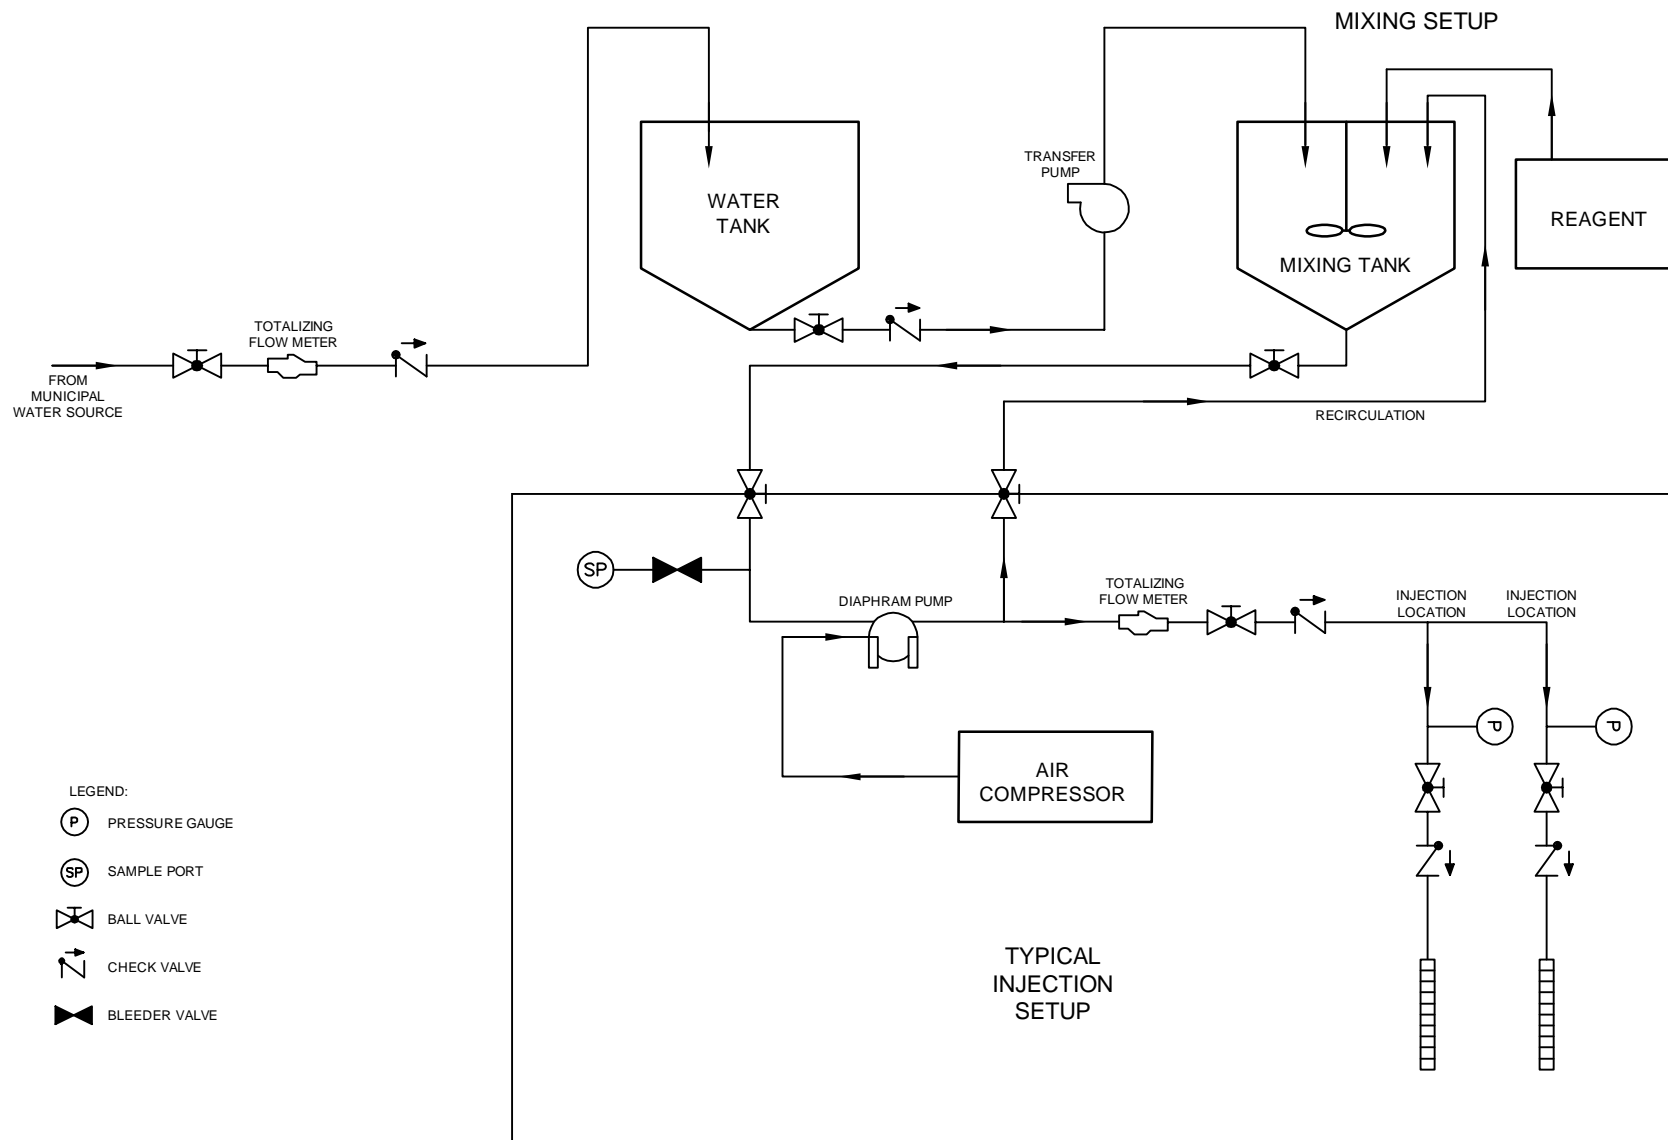 MIXING SETUP
TRANSFER
PUMP
WATER
TANK
MIXING TANK
REAGENT
TOTALIZING
FLOW METER
FROM
MUNICIPAL
WATER SOURCE
RECIRCULATION
SP
DIAPHRAM PUMP
TOTALIZING
FLOW METER
INJECTION
LOCATION
INJECTION
LOCATION
P
P
AIR
COMPRESSOR
LEGEND:
P PRESSURE GAUGE
SP SAMPLE PORT
BALL VALVE
CHECK VALVE
BLEEDER VALVE
TYPICAL
INJECTION
SETUP